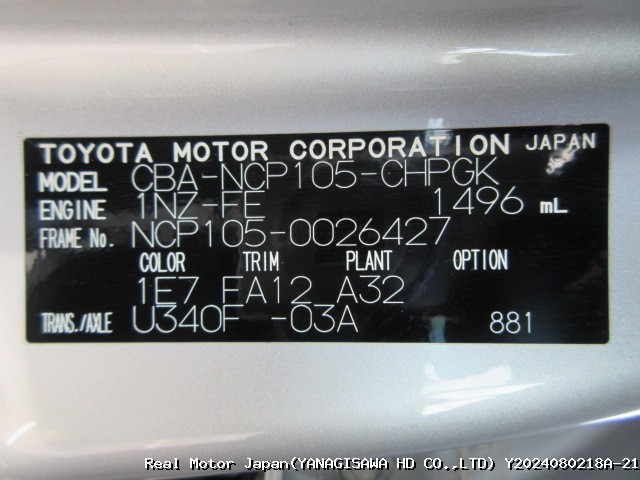 TOYOTA MOTOR CORPORATION JAPAN
MODEL CBA-NCP105-CHPGK
ENGINE 1NZ-FE 1496 mL
FRAME No. NCP105-0026427
COLOR TRIM PLANT OPTION
1E7 FA12 A32
TRANS./AXLE U340F -03A 881
Real Motor Japan(YANAGISAWA HD CO.,LTD) Y2024080218A-21